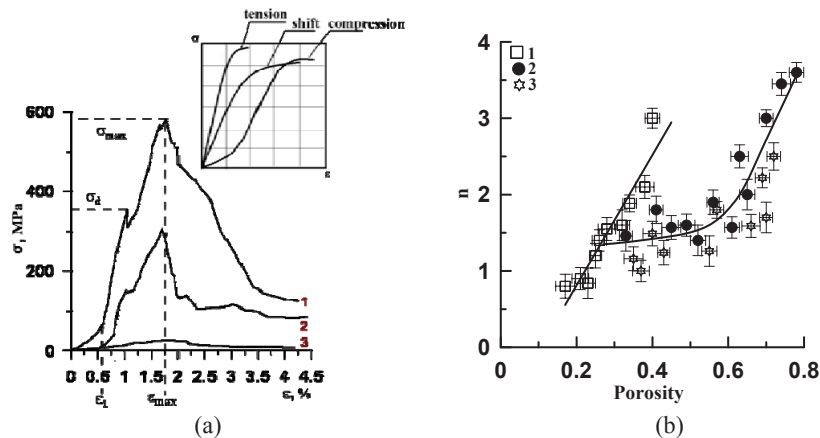 tension
σ
shift
compression
ε
600
σmax
400
σd
σ, MPa
200
0
1
2
3
0 0.5 1 1.5 2 2.5 3 3.5 4 4.5
εL
εmax
ε, %
(a)
4
1
2
3
3
2
1
0
n
0 0.2 0.4 0.6 0.8
Porosity
(b)